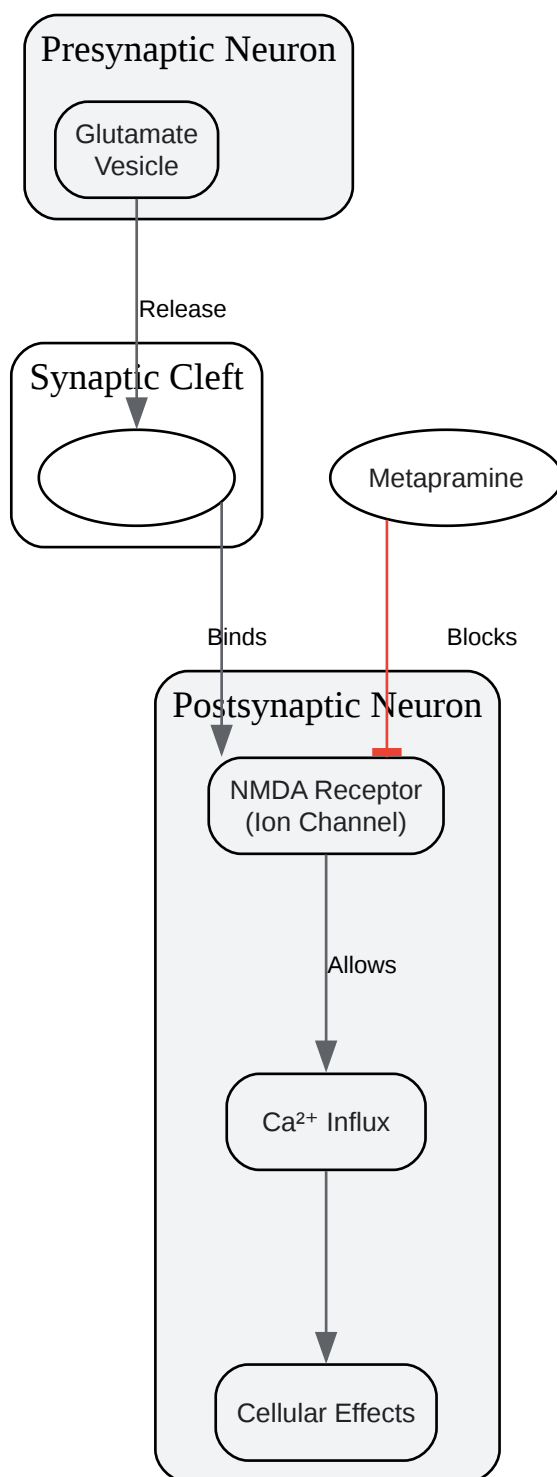 Presynaptic Neuron
Glutamate
Vesicle
Release
Synaptic Cleft
Metapramine
Binds
Blocks
Postsynaptic Neuron
NMDA Receptor
(Ion Channel)
Allows
Ca²⁺ Influx
Cellular Effects